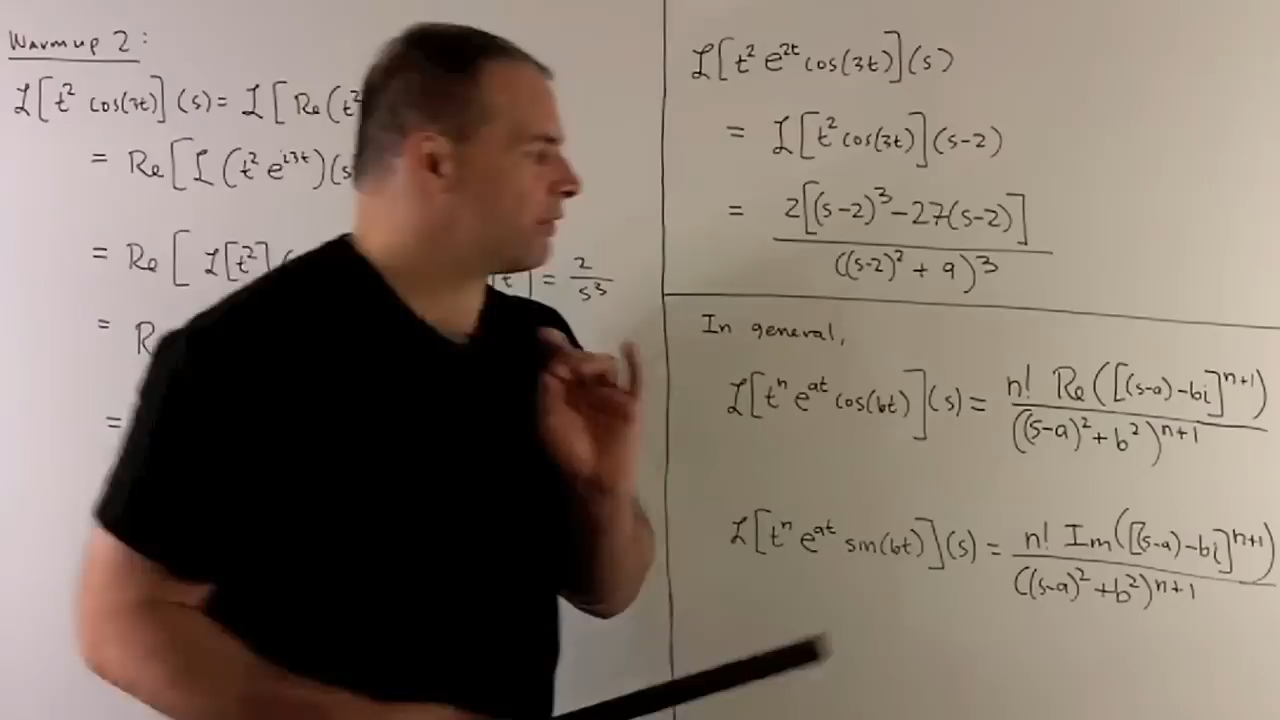 Warmup 2:
ℒ[t² cos(3t)](s) = ℒ[Re(t²
= Re[ℒ(t² e^{i3t})(s
= Re[ ℒ[t²](
t ] = 2/s³
= R
=
ℒ[t² e^{2t} cos(3t)](s)
= ℒ[t² cos(3t)](s-2)
= 2[(s-2)³ - 27(s-2)] / ((s-2)² + 9)³
In general,
ℒ[tⁿ e^{at} cos(bt)](s) = n! Re([(s-a)-bi]^{n+1}) / ((s-a)²+b²)^{n+1}
ℒ[tⁿ e^{at} sin(bt)](s) = n! Im([(s-a)-bi]^{n+1}) / ((s-a)²+b²)^{n+1}